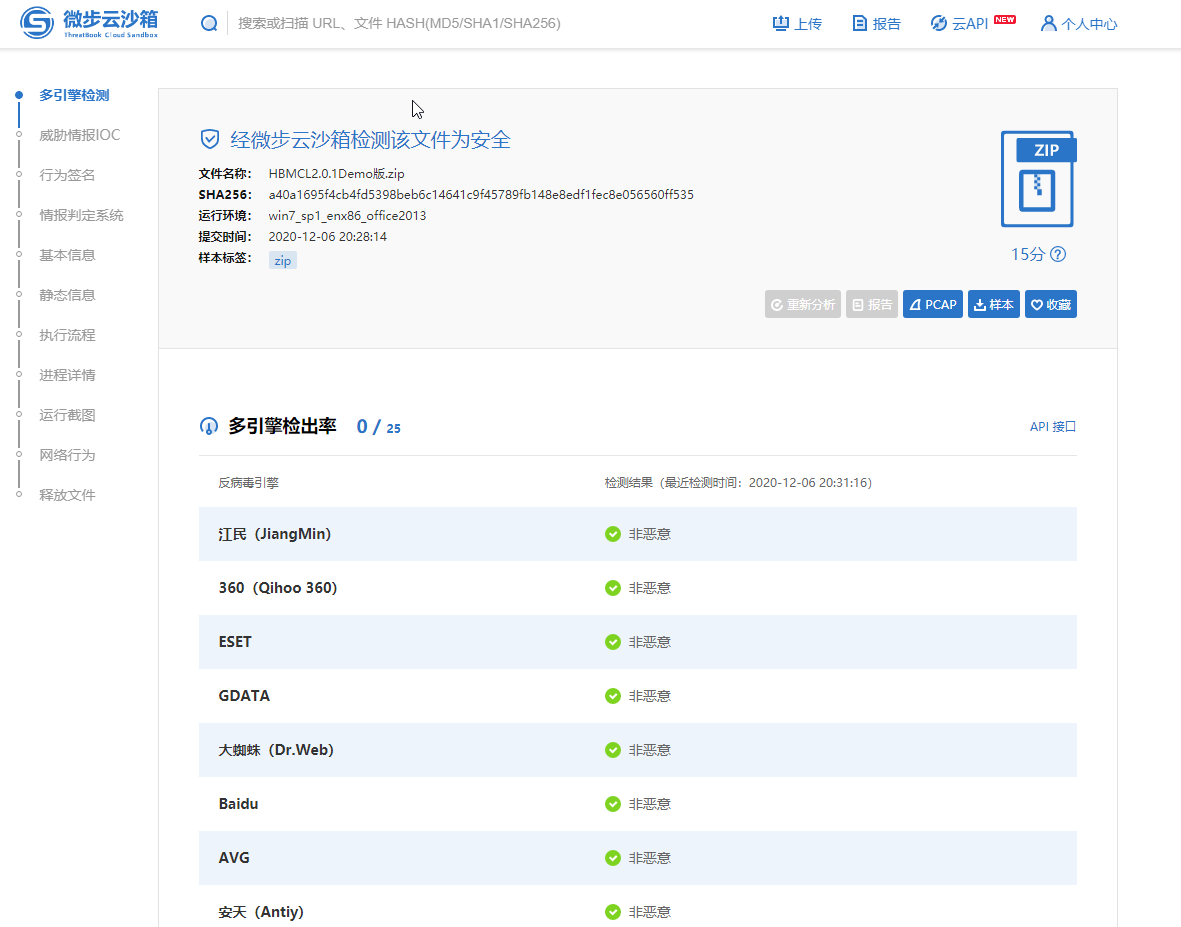 微步云沙箱
ThreatBook Cloud Sandbox
搜索或扫描 URL、文件 HASH(MD5/SHA1/SHA256)
上传
报告
云API NEW
个人中心
多引擎检测
威胁情报IOC
行为签名
情报判定系统
基本信息
静态信息
执行流程
进程详情
运行截图
网络行为
释放文件
经微步云沙箱检测该文件为安全
文件名称: HBMCL2.0.1Demo版.zip
SHA256: a40a1695f4cb4fd5398beb6c14641c9f45789fb148e8edf1fec8e056560ff535
运行环境: win7_sp1_enx86_office2013
提交时间: 2020-12-06 20:28:14
样本标签: zip
ZIP
15分 ?
重新分析
报告
PCAP
样本
收藏
多引擎检出率 0 / 25
API 接口
反病毒引擎 检测结果（最近检测时间：2020-12-06 20:31:16）
江民（JiangMin） 非恶意
360（Qihoo 360） 非恶意
ESET 非恶意
GDATA 非恶意
大蜘蛛（Dr.Web） 非恶意
Baidu 非恶意
AVG 非恶意
安天（Antiy) 非恶意